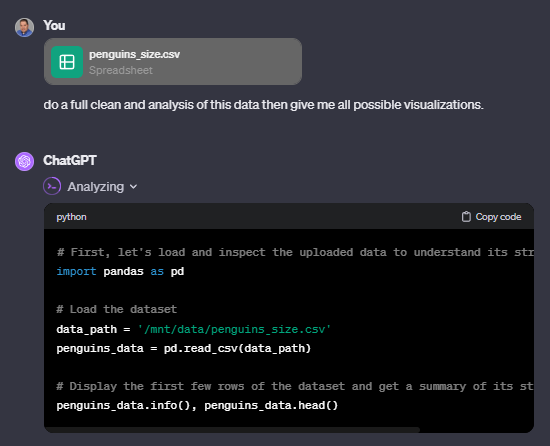 You
penguins_size.csv
Spreadsheet
do a full clean and analysis of this data then give me all possible visualizations.
ChatGPT
Analyzing
python
Copy code
# First, let's load and inspect the uploaded data to understand its str
import pandas as pd
# Load the dataset
data_path = '/mnt/data/penguins_size.csv'
penguins_data = pd.read_csv(data_path)
# Display the first few rows of the dataset and get a summary of its st
penguins_data.info(), penguins_data.head()